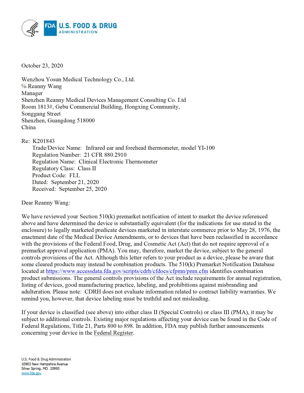 FDA U.S. FOOD & DRUG
ADMINISTRATION
October 23, 2020
Wenzhou Yosun Medical Technology Co., Ltd.
℅ Reanny Wang
Manager
Shenzhen Reanny Medical Devices Management Consulting Co. Ltd
Room 1813#, Gebu Commercial Building, Hongxing Community,
Songgang Street
Shenzhen, Guangdong 518000
China
Re: K201843
Trade/Device Name: Infrared ear and forehead thermometer, model YI-100
Regulation Number: 21 CFR 880.2910
Regulation Name: Clinical Electronic Thermometer
Regulatory Class: Class II
Product Code: FLL
Dated: September 21, 2020
Received: September 25, 2020
Dear Reanny Wang:
We have reviewed your Section 510(k) premarket notification of intent to market the device referenced
above and have determined the device is substantially equivalent (for the indications for use stated in the
enclosure) to legally marketed predicate devices marketed in interstate commerce prior to May 28, 1976, the
enactment date of the Medical Device Amendments, or to devices that have been reclassified in accordance
with the provisions of the Federal Food, Drug, and Cosmetic Act (Act) that do not require approval of a
premarket approval application (PMA). You may, therefore, market the device, subject to the general
controls provisions of the Act. Although this letter refers to your product as a device, please be aware that
some cleared products may instead be combination products. The 510(k) Premarket Notification Database
located at https://www.accessdata.fda.gov/scripts/cdrh/cfdocs/cfpmn/pmn.cfm identifies combination
product submissions. The general controls provisions of the Act include requirements for annual registration,
listing of devices, good manufacturing practice, labeling, and prohibitions against misbranding and
adulteration. Please note: CDRH does not evaluate information related to contract liability warranties. We
remind you, however, that device labeling must be truthful and not misleading.
If your device is classified (see above) into either class II (Special Controls) or class III (PMA), it may be
subject to additional controls. Existing major regulations affecting your device can be found in the Code of
Federal Regulations, Title 21, Parts 800 to 898. In addition, FDA may publish further announcements
concerning your device in the Federal Register.
U.S. Food & Drug Administration
10903 New Hampshire Avenue
Silver Spring, MD 20993
www.fda.gov